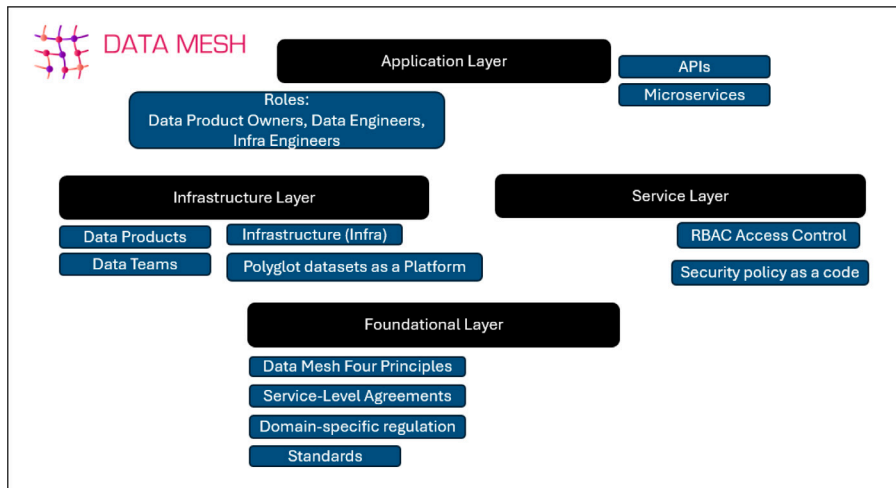 DATA MESH
Application Layer
APIs
Microservices
Roles:
Data Product Owners, Data Engineers,
Infra Engineers
Infrastructure Layer
Data Products
Infrastructure (Infra)
Data Teams
Polyglot datasets as a Platform
Service Layer
RBAC Access Control
Security policy as a code
Foundational Layer
Data Mesh Four Principles
Service-Level Agreements
Domain-specific regulation
Standards